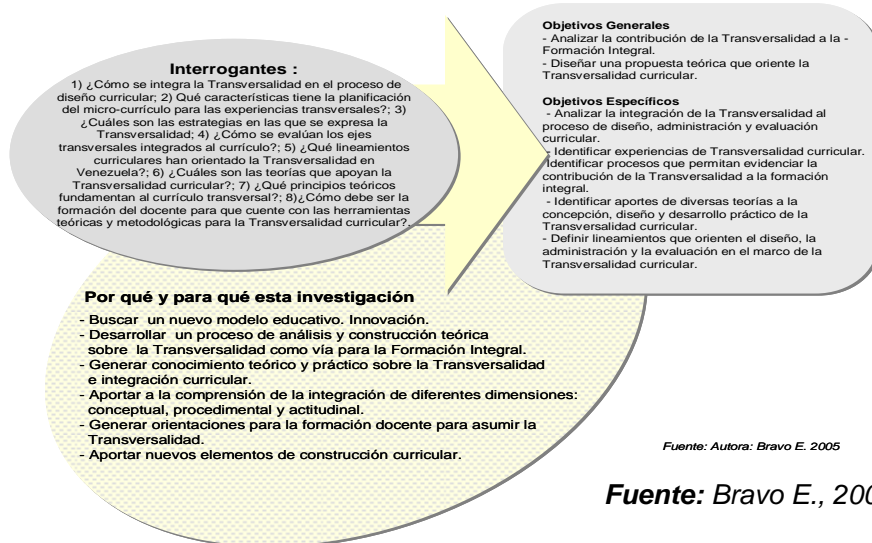 Interrogantes :
1) ¿Cómo se integra la Transversalidad en el proceso de
diseño curricular; 2) Qué características tiene la planificación
del micro-currículo para las experiencias transversales?; 3)
¿Cuáles son las estrategias en las que se expresa la
Transversalidad; 4) ¿Cómo se evalúan los ejes
transversales integrados al currículo?; 5) ¿Qué lineamientos
curriculares han orientado la Transversalidad en
Venezuela?; 6) ¿Cuáles son las teorías que apoyan la
Transversalidad curricular?; 7) ¿Qué principios teóricos
fundamentan al currículo transversal?; 8)¿Cómo debe ser la
formación del docente para que cuente con las herramientas
teóricas y metodológicas para la Transversalidad curricular?.
Objetivos Generales
- Analizar la contribución de la Transversalidad a la -
Formación Integral.
- Diseñar una propuesta teórica que oriente la
Transversalidad curricular.
Objetivos Específicos
- Analizar la integración de la Transversalidad al
proceso de diseño, administración y evaluación
curricular.
- Identificar experiencias de Transversalidad curricular.
Identificar procesos que permitan evidenciar la
contribución de la Transversalidad a la formación
integral.
- Identificar aportes de diversas teorías a la
concepción, diseño y desarrollo práctico de la
Transversalidad curricular.
- Definir lineamientos que orienten el diseño, la
administración y la evaluación en el marco de la
Transversalidad curricular.
Por qué y para qué esta investigación
- Buscar un nuevo modelo educativo. Innovación.
- Desarrollar un proceso de análisis y construcción teórica
sobre la Transversalidad como vía para la Formación Integral.
- Generar conocimiento teórico y práctico sobre la Transversalidad
e integración curricular.
- Aportar a la comprensión de la integración de diferentes dimensiones:
conceptual, procedimental y actitudinal.
- Generar orientaciones para la formación docente para asumir la
Transversalidad.
- Aportar nuevos elementos de construcción curricular.
Fuente: Autora: Bravo E. 2005
Fuente: Bravo E.,